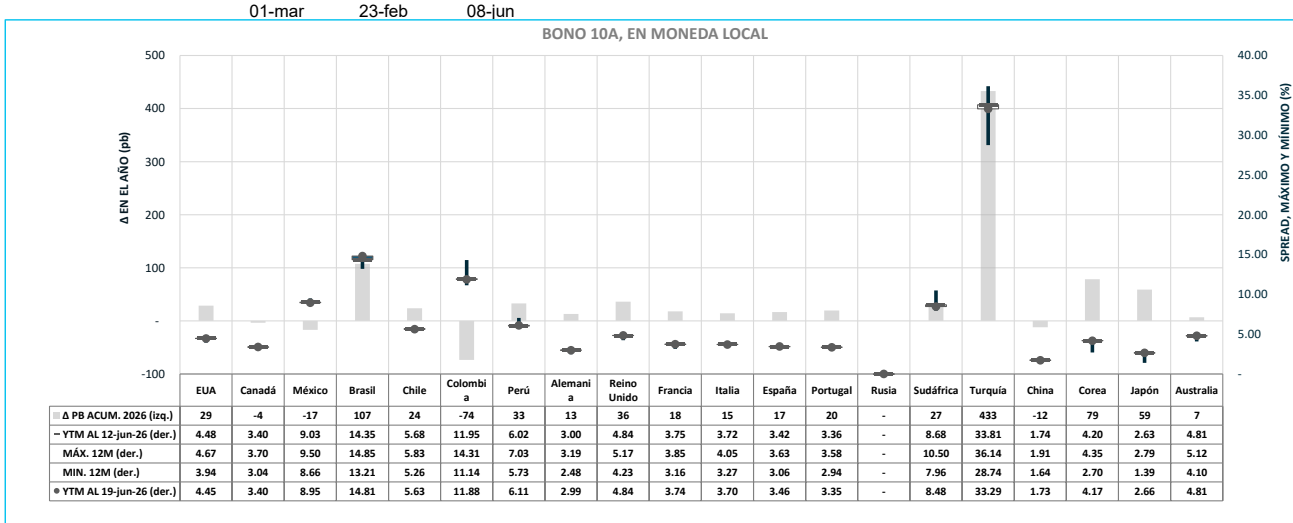 01-mar 23-feb 08-jun
BONO 10A, EN MONEDA LOCAL
Δ EN EL AÑO (pb)
500
400
300
200
100
-
-100
40.00
35.00
30.00
25.00
20.00
15.00
10.00
5.00
-
SPREAD, MÁXIMO Y MÍNIMO (%)
EUA Canadá México Brasil Chile Colombia Perú Alemania Reino Unido Francia Italia España Portugal Rusia Sudáfrica Turquía China Corea Japón Australia
Δ PB ACUM. 2026 (izq.) 29 -4 -17 107 24 -74 33 13 36 18 15 17 20 - 27 433 -12 79 59 7
YTM AL 12-jun-26 (der.) 4.48 3.40 9.03 14.35 5.68 11.95 6.02 3.00 4.84 3.75 3.72 3.42 3.36 - 8.68 33.81 1.74 4.20 2.63 4.81
MÁX. 12M (der.) 4.67 3.70 9.50 14.85 5.83 14.31 7.03 3.19 5.17 3.85 4.05 3.63 3.58 - 10.50 36.14 1.91 4.35 2.79 5.12
MIN. 12M (der.) 3.94 3.04 8.66 13.21 5.26 11.14 5.73 2.48 4.23 3.16 3.27 3.06 2.94 - 7.96 28.74 1.64 2.70 1.39 4.10
YTM AL 19-jun-26 (der.) 4.45 3.40 8.95 14.81 5.63 11.88 6.11 2.99 4.84 3.74 3.70 3.46 3.35 - 8.48 33.29 1.73 4.17 2.66 4.81